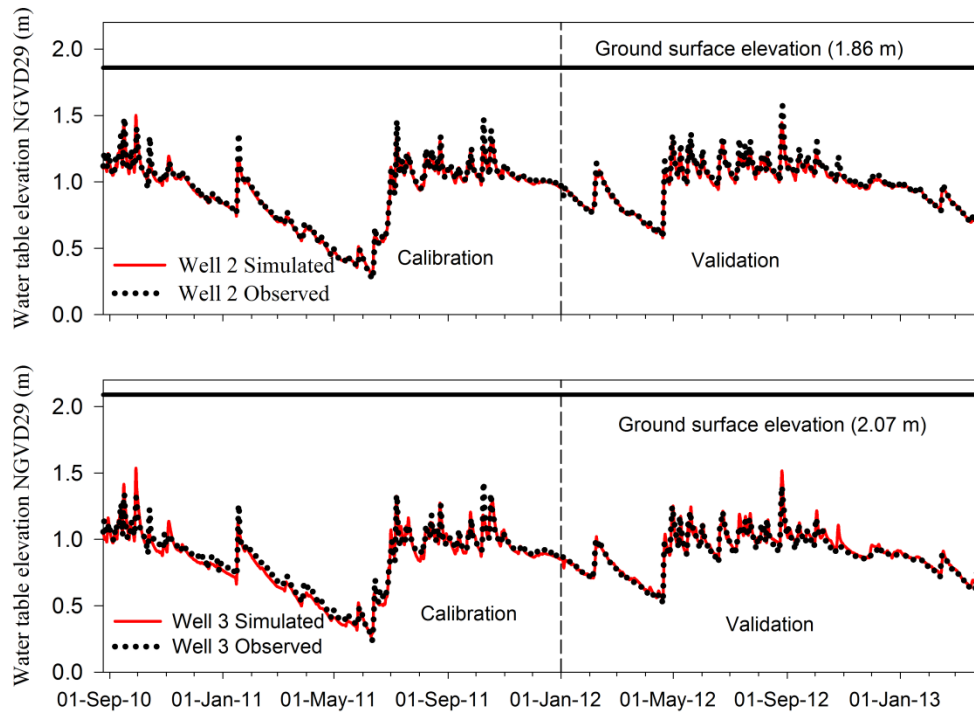 Water table elevation NGVD29 (m)
2.0
1.5
1.0
0.5
0.0
Ground surface elevation (1.86 m)
Calibration
Validation
Well 2 Simulated
Well 2 Observed
Water table elevation NGVD29 (m)
2.0
1.5
1.0
0.5
0.0
Ground surface elevation (2.07 m)
Calibration
Validation
Well 3 Simulated
Well 3 Observed
01-Sep-10 01-Jan-11 01-May-11 01-Sep-11 01-Jan-12 01-May-12 01-Sep-12 01-Jan-13